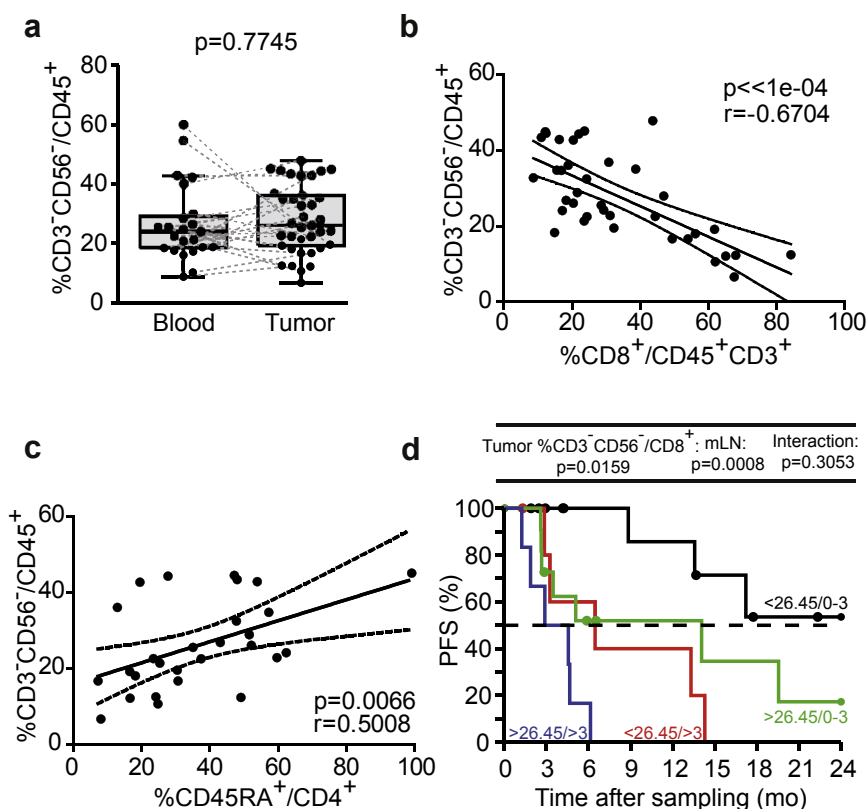 a
p=0.7745
%CD3⁻CD56⁻/CD45⁺
80
60
40
20
0
Blood Tumor
b
p<<1e-04
r=-0.6704
%CD3⁻CD56⁻/CD45⁺
60
40
20
0
0 20 40 60 80 100
%CD8⁺/CD45⁺CD3⁺
c
%CD3⁻CD56⁻/CD45⁺
60
40
20
0
p=0.0066
r=0.5008
0 20 40 60 80 100
%CD45RA⁺/CD4⁺
d
Tumor %CD3⁻CD56⁻/CD8⁺: mLN: Interaction:
p=0.0159 p=0.0008 p=0.3053
PFS (%)
100
80
60
40
20
0
<26.45/0-3
>26.45/0-3
>26.45/>3 <26.45/>3
0 3 6 9 12 15 18 21 24
Time after sampling (mo)